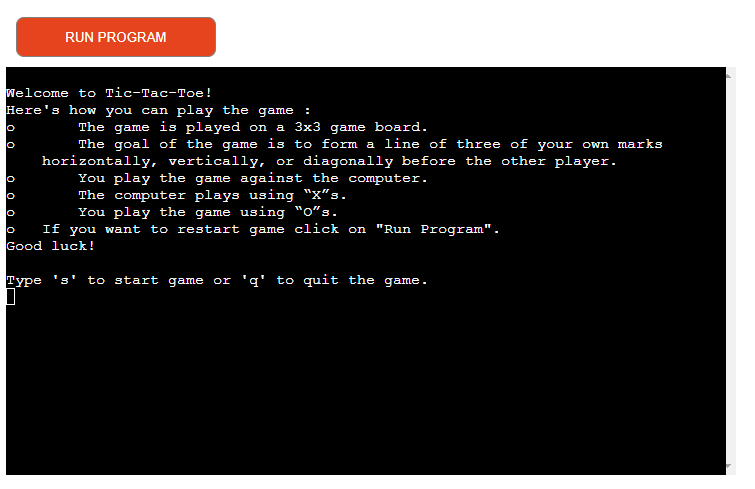 RUN PROGRAM
Welcome to Tic-Tac-Toe!
Here's how you can play the game :
o       The game is played on a 3x3 game board.
o       The goal of the game is to form a line of three of your own marks
    horizontally, vertically, or diagonally before the other player.
o       You play the game against the computer.
o       The computer plays using “X”s.
o       You play the game using “O”s.
o   If you want to restart game click on "Run Program".
Good luck!
Type 's' to start game or 'q' to quit the game.